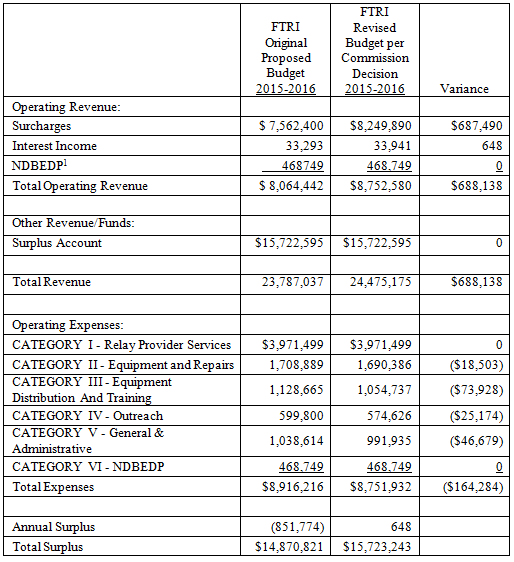 FTRI
Original
Proposed
Budget
2015-2016
FTRI
Revised
Budget per
Commission
Decision
2015-2016
Variance
Operating Revenue:
Surcharges $ 7,562,400 $8,249,890 $687,490
Interest Income 33,293 33,941 648
NDBEDP1 468749 468,749 0
Total Operating Revenue $ 8,064,442 $8,752,580 $688,138
Other Revenue/Funds:
Surplus Account $15,722,595 $15,722,595 0
Total Revenue 23,787,037 24,475,175 $688,138
Operating Expenses:
CATEGORY I - Relay Provider Services $3,971,499 $3,971,499 0
CATEGORY II - Equipment and Repairs 1,708,889 1,690,386 ($18,503)
CATEGORY III - Equipment
Distribution And Training 1,128,665 1,054,737 ($73,928)
CATEGORY IV - Outreach 599,800 574,626 ($25,174)
CATEGORY V - General &
Administrative 1,038,614 991,935 ($46,679)
CATEGORY VI - NDBEDP 468,749 468,749 0
Total Expenses $8,916,216 $8,751,932 ($164,284)
Annual Surplus (851,774) 648
Total Surplus $14,870,821 $15,723,243